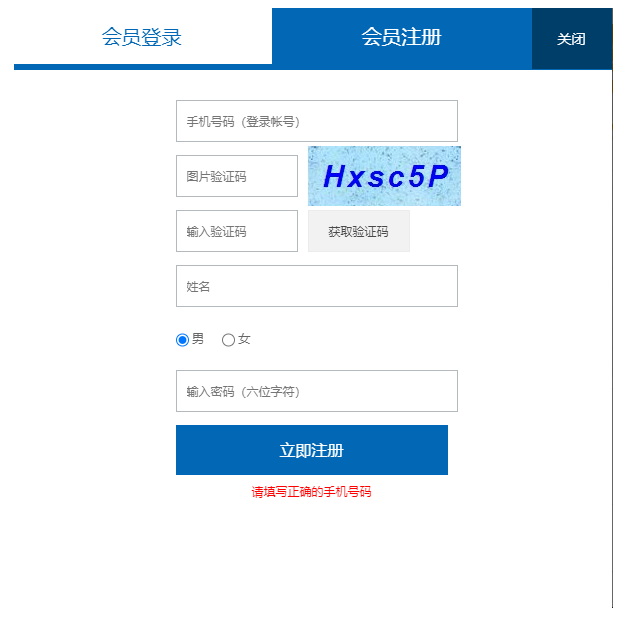 会员登录 会员注册 关闭
手机号码（登录帐号）
图片验证码 Hxsc5P
输入验证码 获取验证码
姓名
男 女
输入密码（六位字符）
立即注册
请填写正确的手机号码